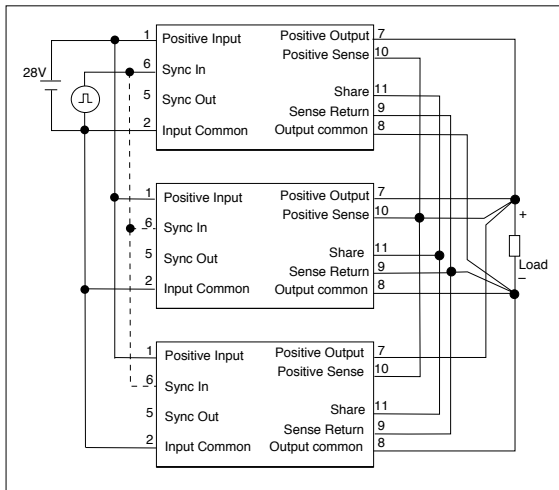 1 Positive Input Positive Output 7
Positive Sense 10
28V
6 Sync In
5 Sync Out Share 11
Sense Return 9
2 Input Common Output common 8
1 Positive Input Positive Output 7
Positive Sense 10
+
6 Sync In
5 Sync Out Share 11
Load
Sense Return 9
2 Input Common Output common 8
–
1 Positive Input Positive Output 7
Positive Sense 10
6 Sync In
5 Sync Out Share 11
Sense Return 9
2 Input Common Output common 8